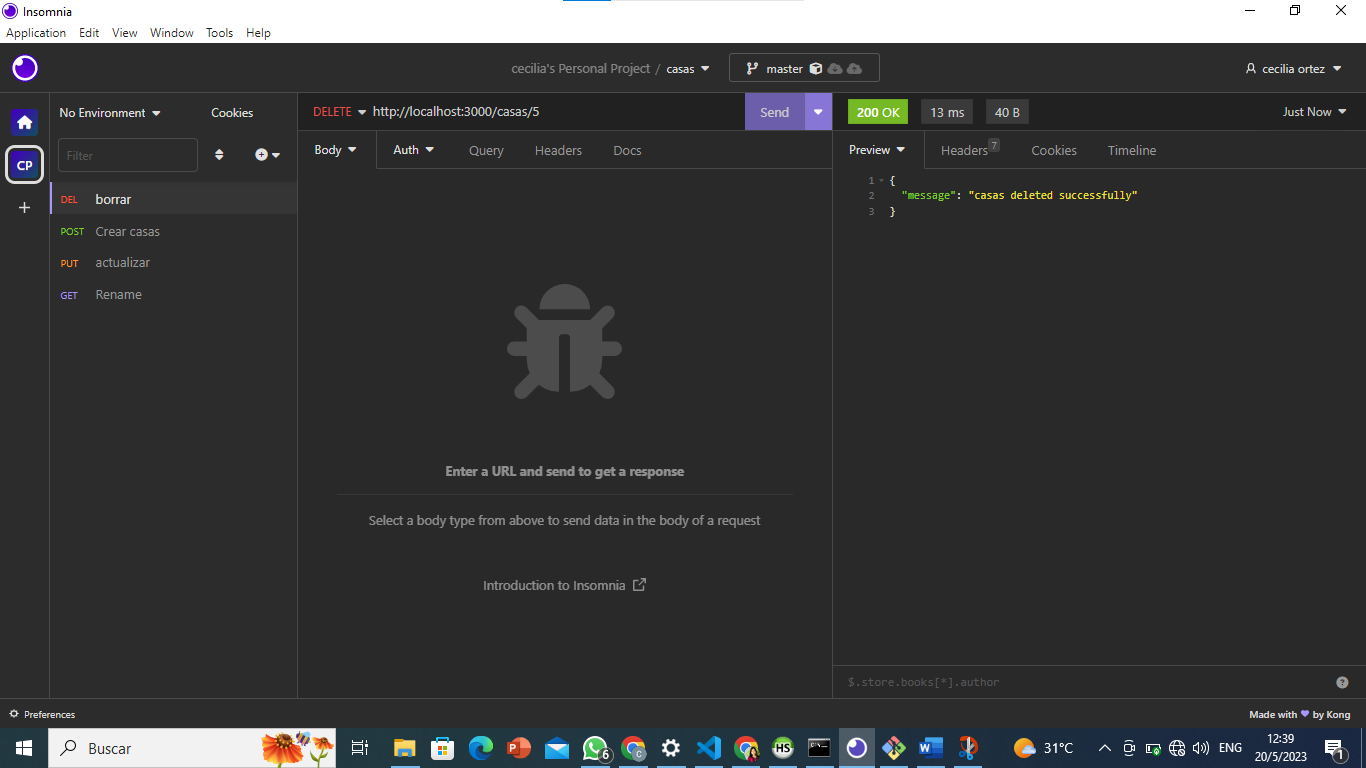 Insomnia
Application Edit View Window Tools Help
cecilia's Personal Project / casas
master
cecilia ortez
No Environment
Cookies
DELETE http://localhost:3000/casas/5
Send
200 OK
13 ms
40 B
Just Now
Filter
Body
Auth
Query
Headers
Docs
Preview
Headers 7
Cookies
Timeline
CP
DEL borrar
POST Crear casas
PUT actualizar
GET Rename
1 {
2 "message": "casas deleted successfully"
3 }
Enter a URL and send to get a response
Select a body type from above to send data in the body of a request
Introduction to Insomnia
$.store.books[*].author
Preferences
Made with ♥ by Kong
Buscar
6
C
HS
31°C
ENG
12:39
20/5/2023
1